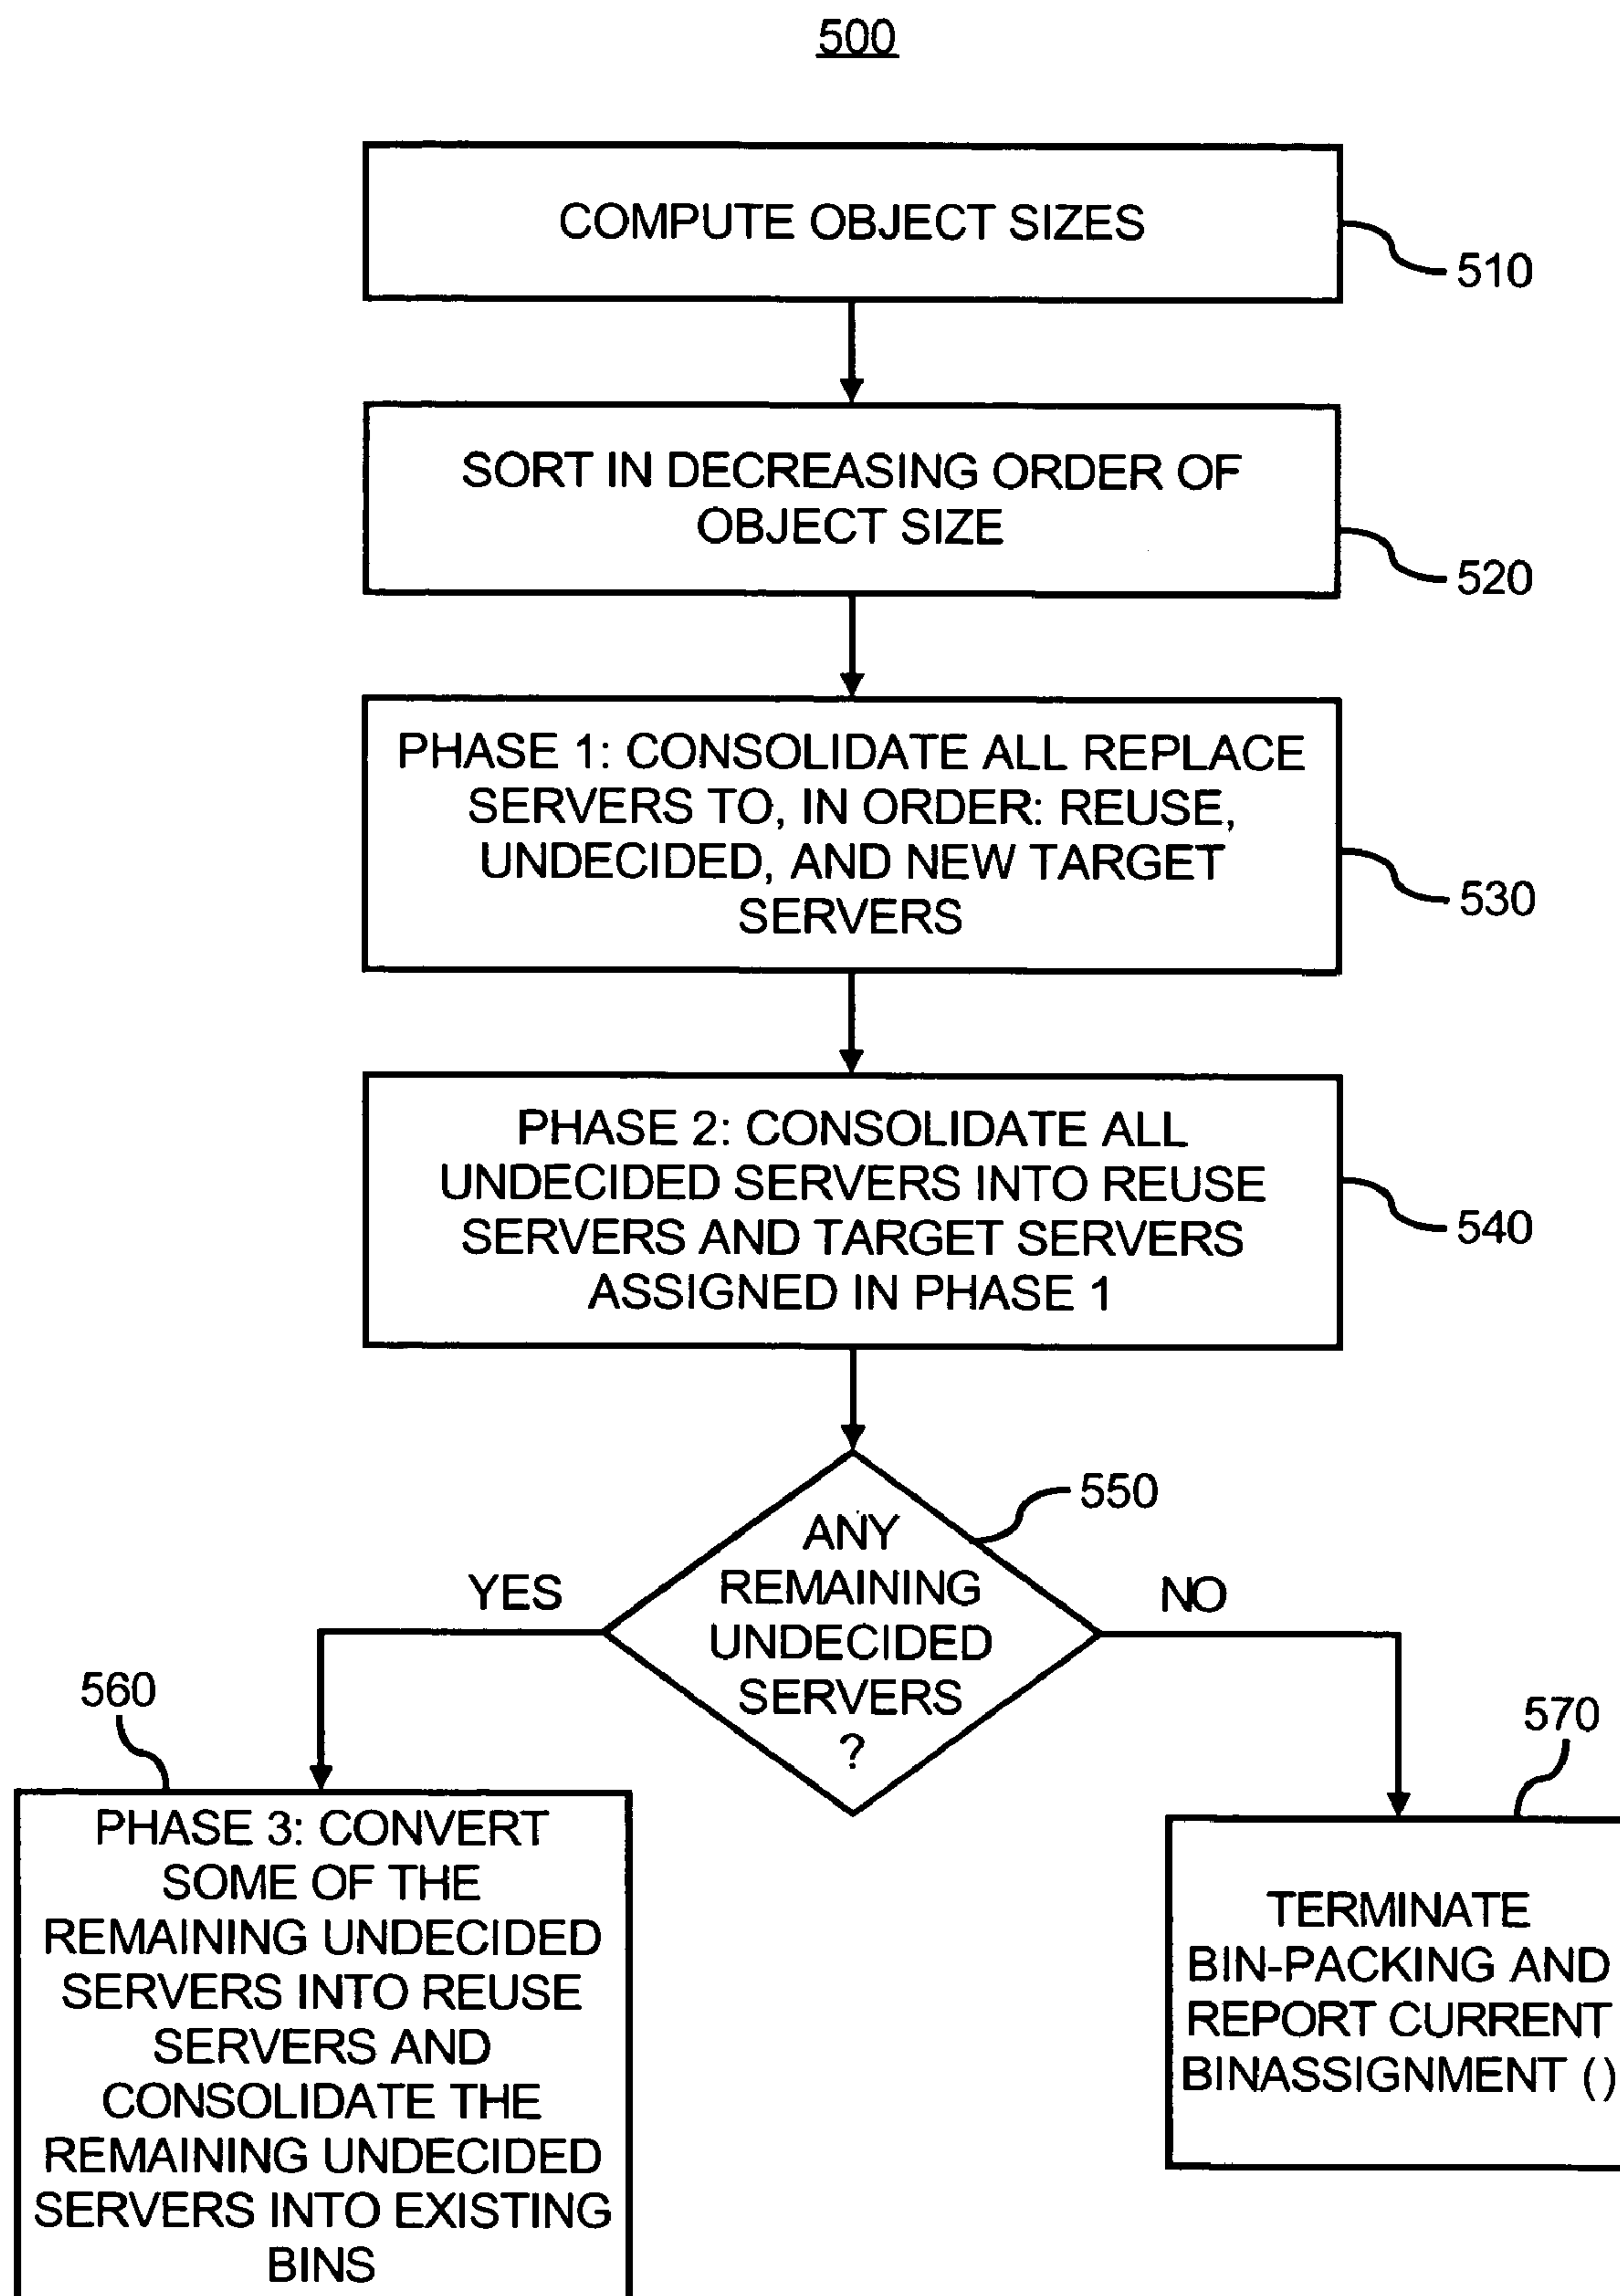 500
COMPUTE OBJECT SIZES
510
SORT IN DECREASING ORDER OF
OBJECT SIZE
520
PHASE 1: CONSOLIDATE ALL REPLACE
SERVERS TO, IN ORDER: REUSE,
UNDECIDED, AND NEW TARGET
SERVERS
530
PHASE 2: CONSOLIDATE ALL
UNDECIDED SERVERS INTO REUSE
SERVERS AND TARGET SERVERS
ASSIGNED IN PHASE 1
540
550
ANY
REMAINING
UNDECIDED
SERVERS
?
YES
NO
560
PHASE 3: CONVERT
SOME OF THE
REMAINING UNDECIDED
SERVERS INTO REUSE
SERVERS AND
CONSOLIDATE THE
REMAINING UNDECIDED
SERVERS INTO EXISTING
BINS
570
TERMINATE
BIN-PACKING AND
REPORT CURRENT
BINASSIGNMENT ()